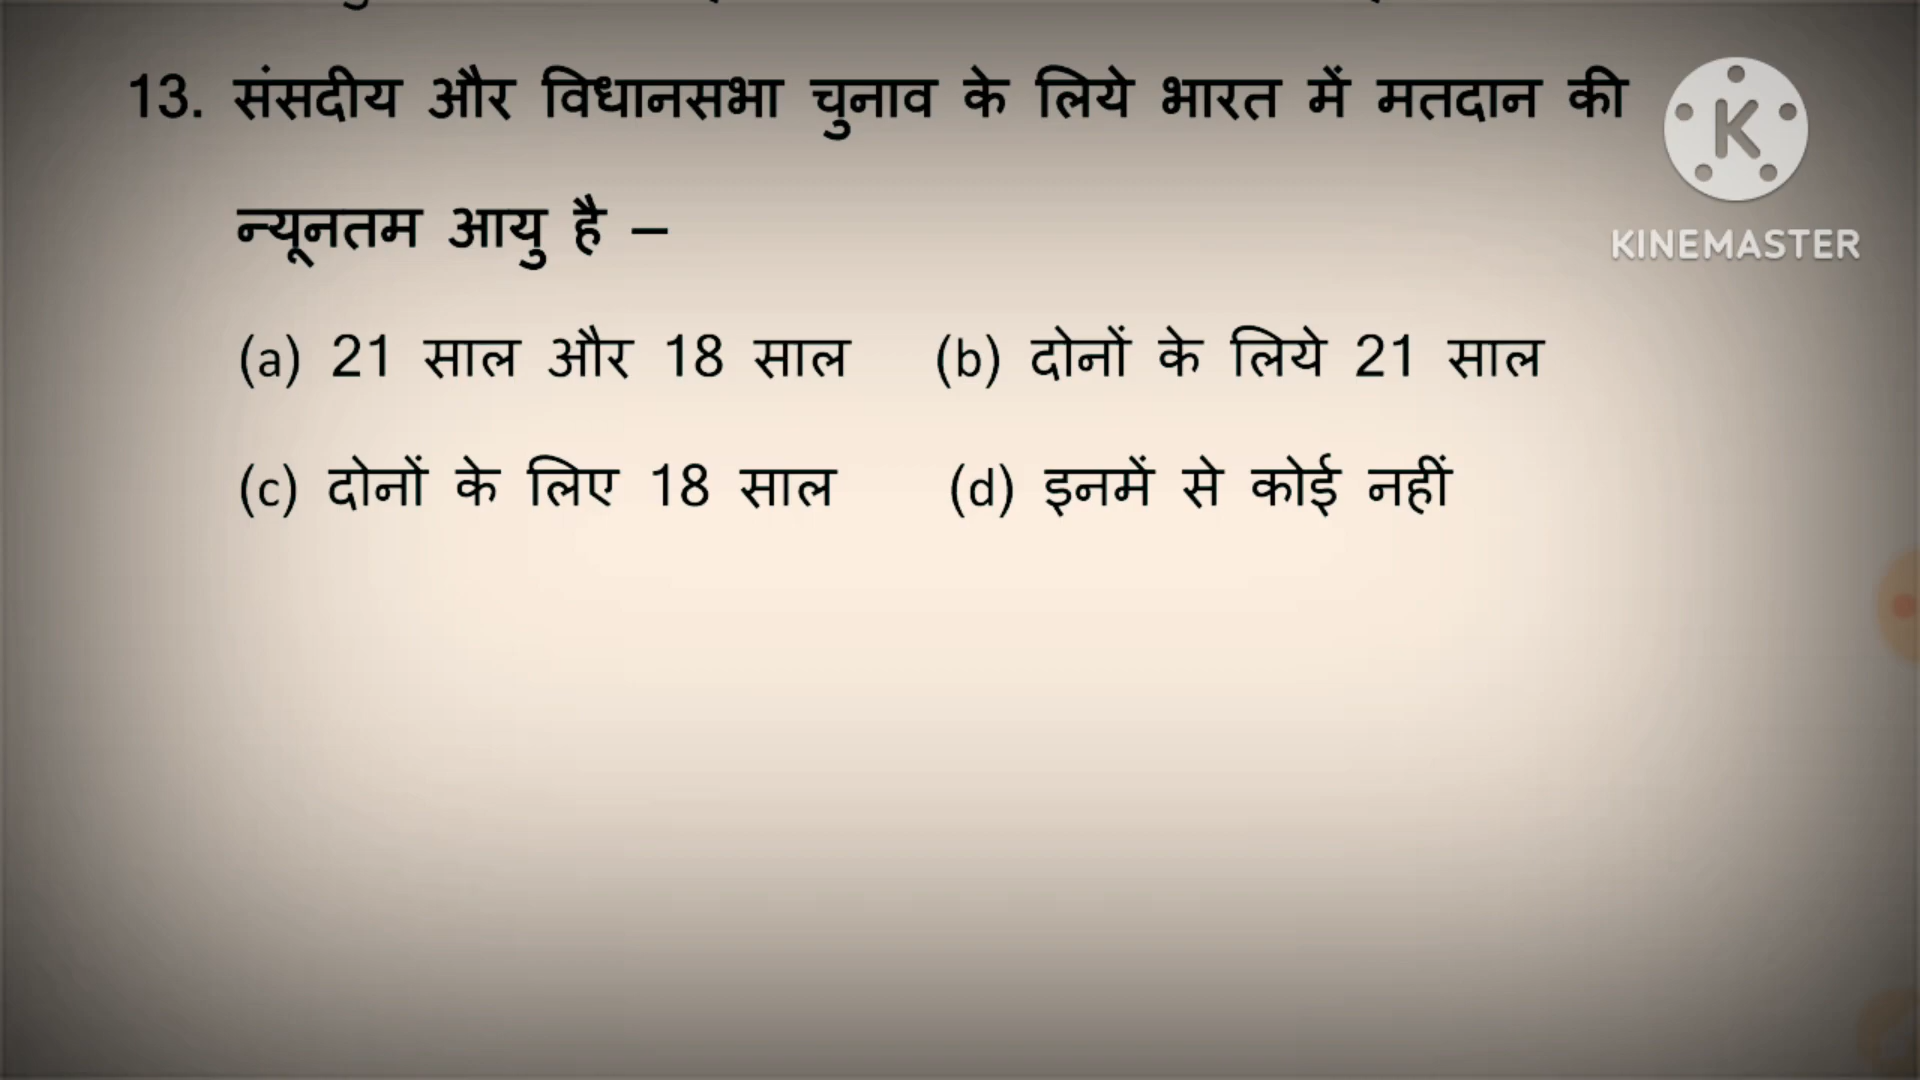 13. संसदीय और विधानसभा चुनाव के लिये भारत में मतदान की
न्यूनतम आयु है –
(a) 21 साल और 18 साल (b) दोनों के लिये 21 साल
(c) दोनों के लिए 18 साल (d) इनमें से कोई नहीं
K
KINEMASTER